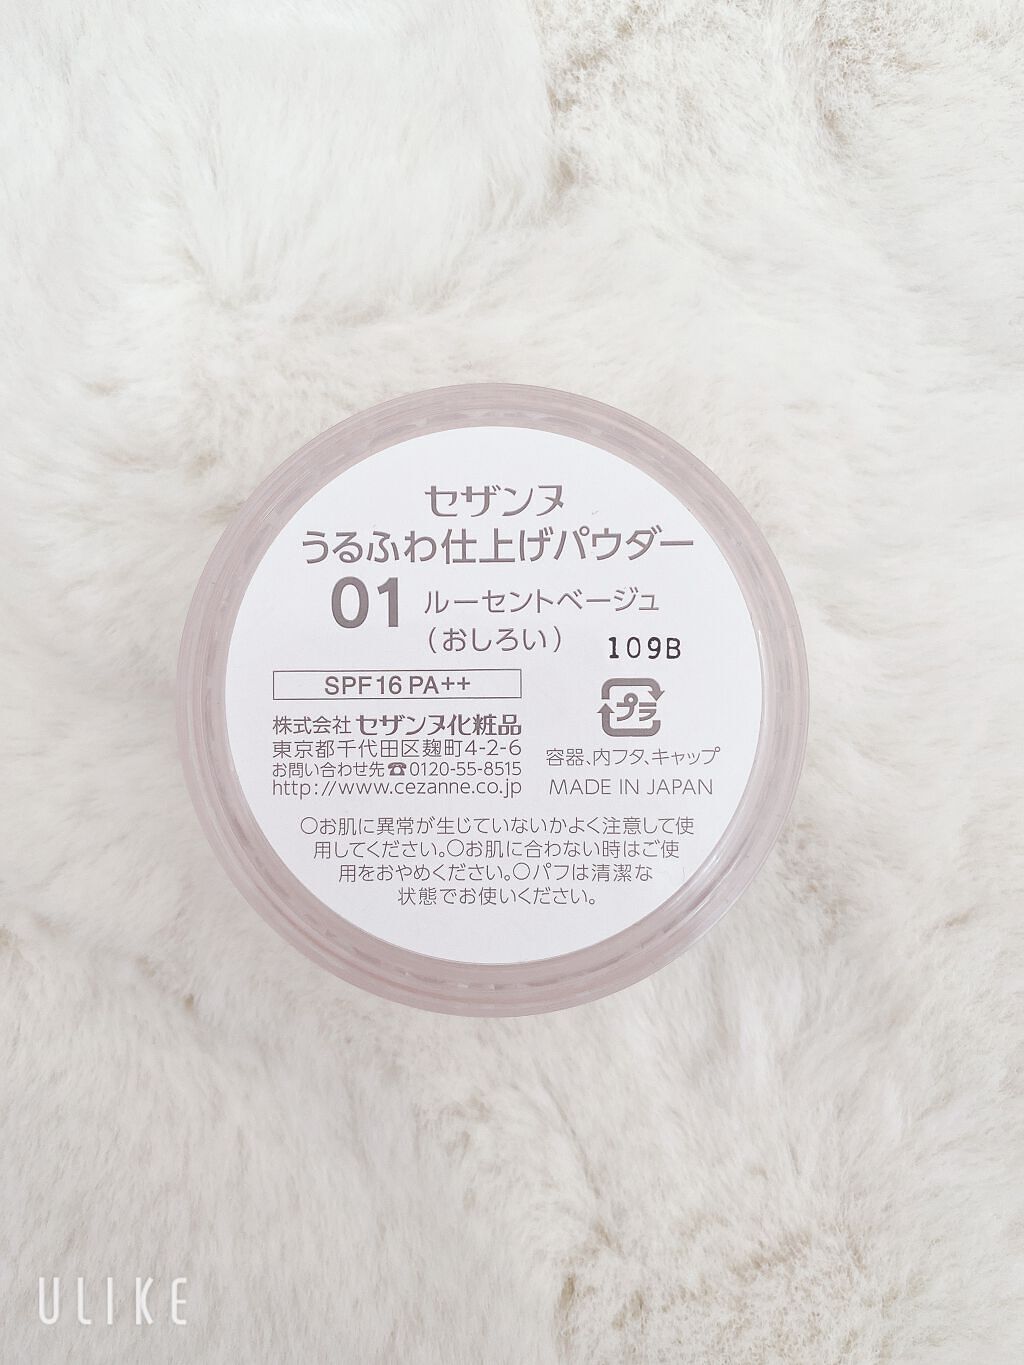 セザンヌ
うるふわ仕上げパウダー
01 ルーセントベージュ
(おしろい)
109B
SPF16 PA++
プラ
株式会社 セザンヌ化粧品
東京都千代田区麹町4-2-6
お問い合わせ先☎0120-55-8515
http://www.cezanne.co.jp
容器、内フタ、キャップ
MADE IN JAPAN
○お肌に異常が生じていないかよく注意して使
用してください。○お肌に合わない時はご使
用をおやめください。○パフは清潔な
状態でお使いください。
ULIKE